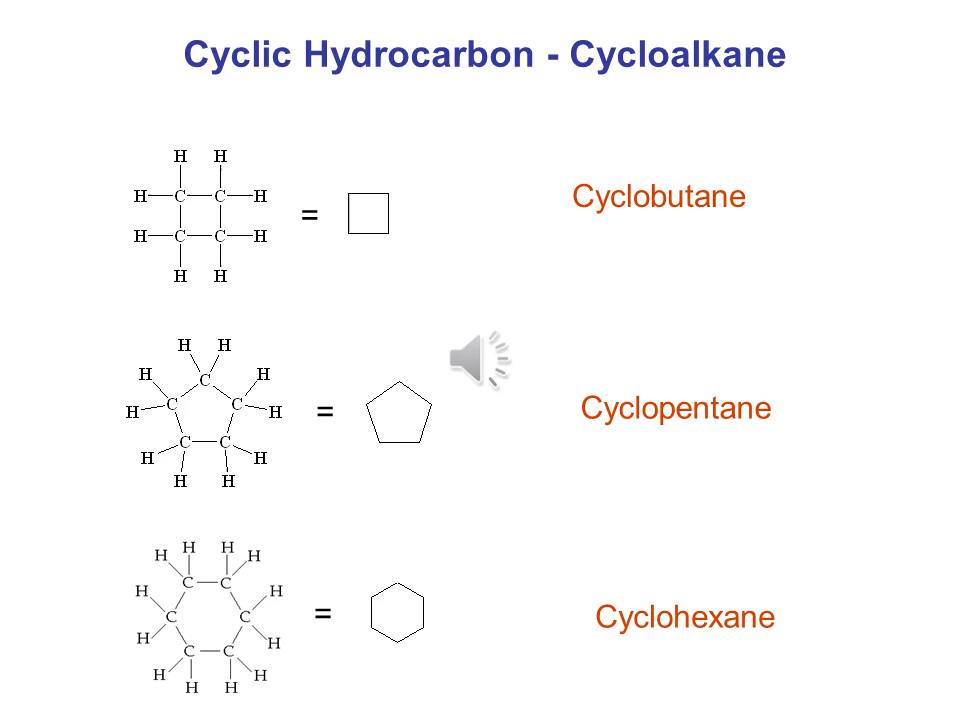 Cyclic Hydrocarbon - Cycloalkane
H H
H C C H
= Cyclobutane
H C C H
H H
H H
H C H
H C C H
= Cyclopentane
H C C H
H H
H H H H
C C
H H
C C
= Cyclohexane
H H
C C
H H
H H